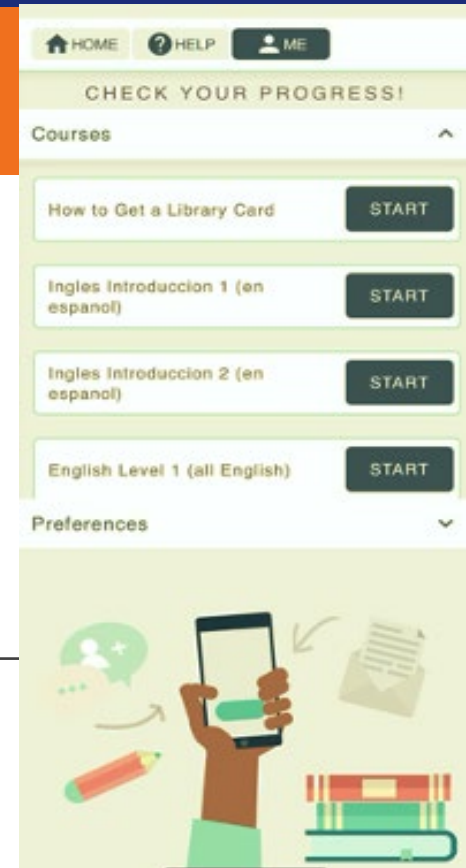 HOME HELP ME
CHECK YOUR PROGRESS!
Courses
How to Get a Library Card START
Ingles Introduccion 1 (en
espanol) START
Ingles Introduccion 2 (en
espanol) START
English Level 1 (all English) START
Preferences